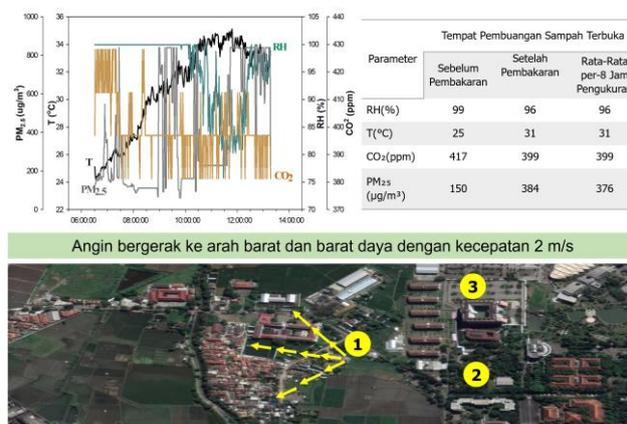 1000
800
600
400
200
0
PM2.5 (ug/m³)
36
34
32
30
28
26
24
22
T (°C)
RH
T
PM2.5
CO2
105
100
95
90
85
80
75
70
RH (%)
440
430
420
410
400
390
380
370
CO² (ppm)
06:00:00 08:00:00 10:00:00 12:00:00 14:00:00
Tempat Pembuangan Sampah Terbuka
Parameter Sebelum Pembakaran Setelah Pembakaran Rata-Rata per-8 Jam Pengukura
RH(%) 99 96 96
T(°C) 25 31 31
CO₂(ppm) 417 399 399
PM₂₅ (µg/m³) 150 384 376
Angin bergerak ke arah barat dan barat daya dengan kecepatan 2 m/s
3
1
2